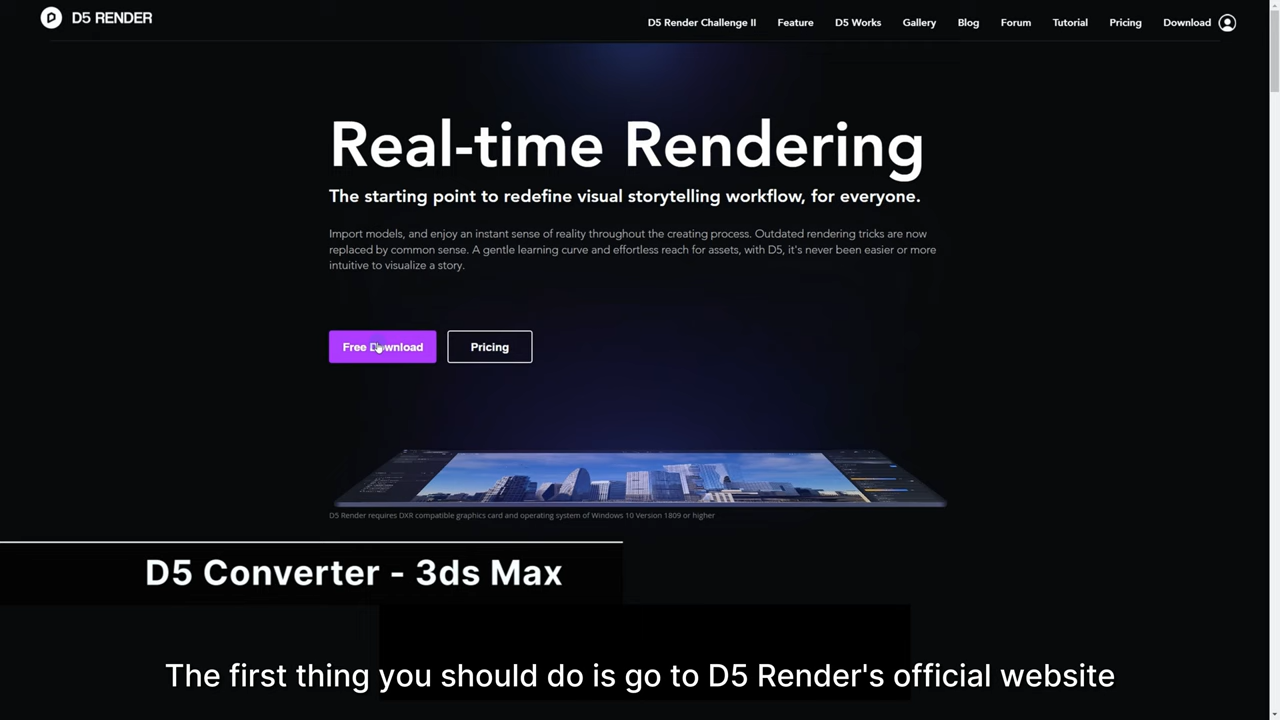 D5 RENDER
D5 Render Challenge II Feature D5 Works Gallery Blog Forum Tutorial Pricing Download
Real-time Rendering
The starting point to redefine visual storytelling workflow, for everyone.
Import models, and enjoy an instant sense of reality throughout the creating process. Outdated rendering tricks are now
replaced by common sense. A gentle learning curve and effortless reach for assets, with D5, it's never been easier or more
intuitive to visualize a story.
Free Download Pricing
D5 Render requires DXR compatible graphics card and operating system of Windows 10 Version 1809 or higher
D5 Converter - 3ds Max
The first thing you should do is go to D5 Render's official website